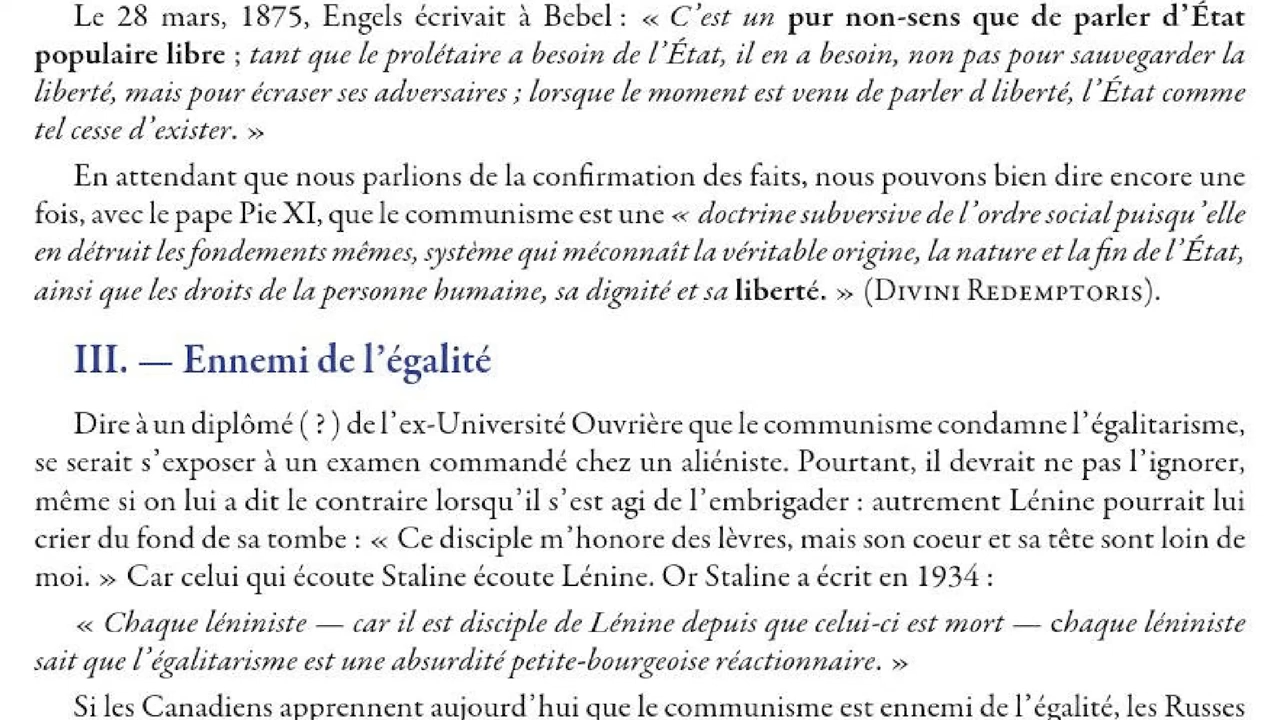 Le 28 mars, 1875, Engels écrivait à Bebel : « C’est un pur non-sens que de parler d’État
populaire libre ; tant que le prolétaire a besoin de l’État, il en a besoin, non pas pour sauvegarder la
liberté, mais pour écraser ses adversaires ; lorsque le moment est venu de parler d liberté, l’État comme
tel cesse d’exister. »
En attendant que nous parlions de la confirmation des faits, nous pouvons bien dire encore une
fois, avec le pape Pie XI, que le communisme est une « doctrine subversive de l’ordre social puisqu’elle
en détruit les fondements mêmes, système qui méconnaît la véritable origine, la nature et la fin de l’État,
ainsi que les droits de la personne humaine, sa dignité et sa liberté. » (Divini Redemptoris).
III. — Ennemi de l’égalité
Dire à un diplômé ( ? ) de l’ex-Université Ouvrière que le communisme condamne l’égalitarisme,
se serait s’exposer à un examen commandé chez un aliéniste. Pourtant, il devrait ne pas l’ignorer,
même si on lui a dit le contraire lorsqu’il s’est agi de l’embrigader : autrement Lénine pourrait lui
crier du fond de sa tombe : « Ce disciple m’honore des lèvres, mais son coeur et sa tête sont loin de
moi. » Car celui qui écoute Staline écoute Lénine. Or Staline a écrit en 1934 :
« Chaque léniniste — car il est disciple de Lénine depuis que celui-ci est mort — chaque léniniste
sait que l’égalitarisme est une absurdité petite-bourgeoise réactionnaire. »
Si les Canadiens apprennent aujourd’hui que le communisme est ennemi de l’égalité, les Russes